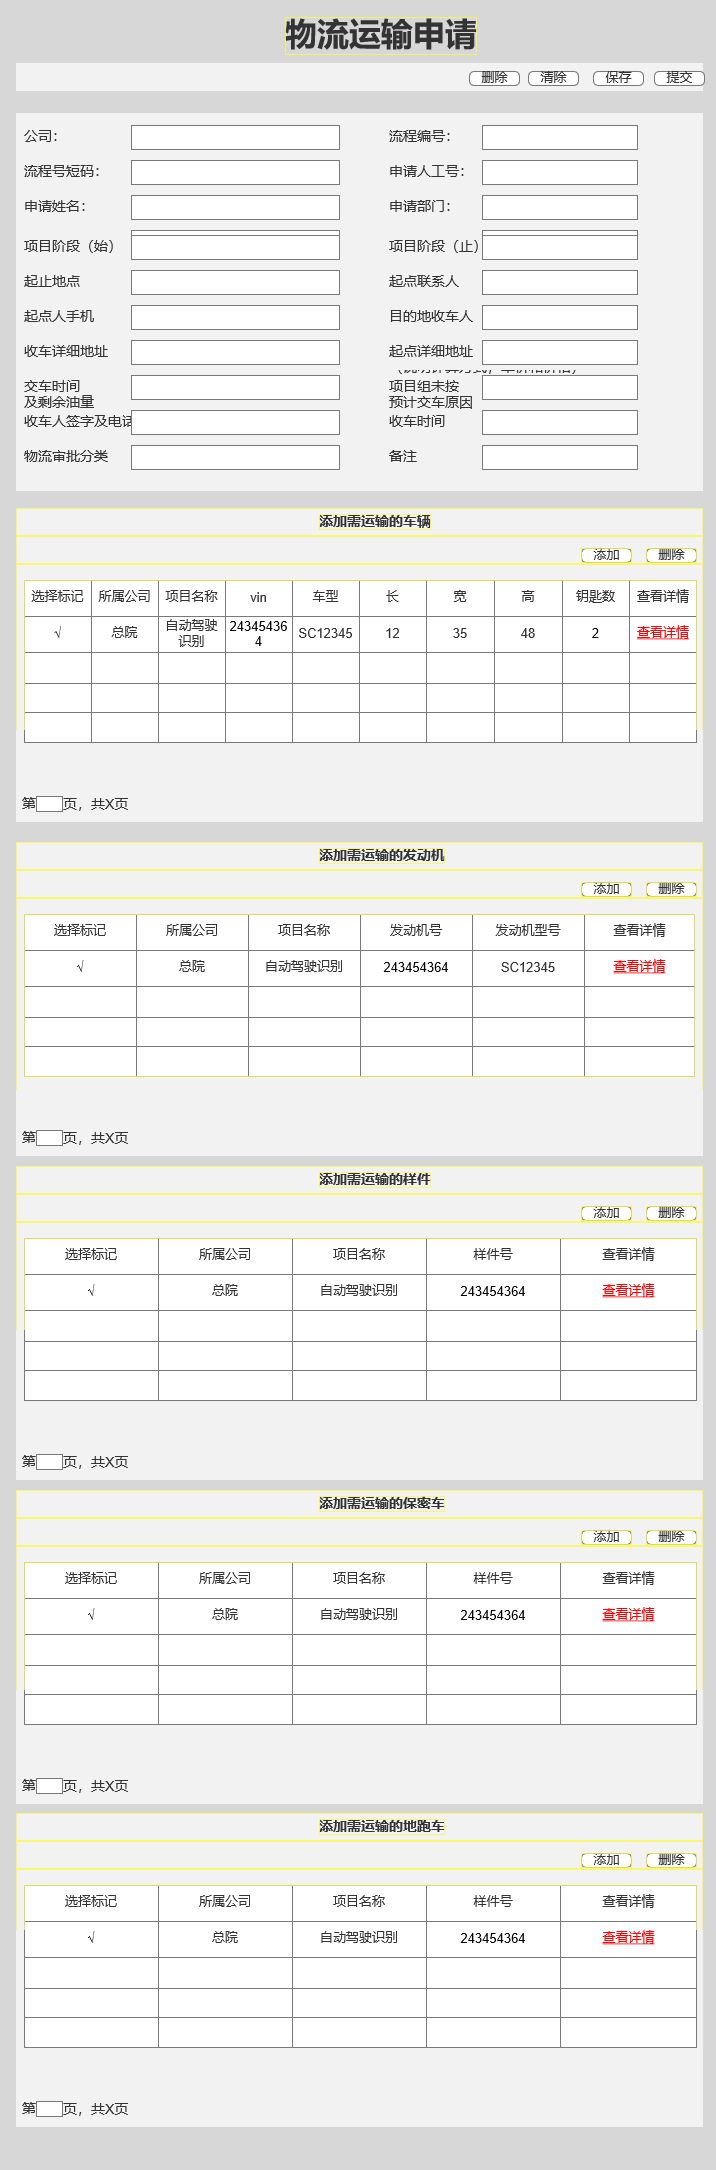 物流运输申请
删除 清除 保存 提交
公司： 流程编号：
流程号短码： 申请人工号：
申请姓名： 申请部门：
项目阶段（始） 项目阶段（止）
起止地点 起点联系人
起点人手机 目的地收车人
收车详细地址 起点详细地址
交车时间 项目组未按
及剩余油量 预计交车原因
收车人签字及电话 收车时间
物流审批分类 备注
添加需运输的车辆
添加 删除
选择标记 所属公司 项目名称 vin 车型 长 宽 高 钥匙数 查看详情
√ 总院 自动驾驶识别 243454364 SC12345 12 35 48 2 查看详情
第 页，共X页
添加需运输的发动机
添加 删除
选择标记 所属公司 项目名称 发动机号 发动机型号 查看详情
√ 总院 自动驾驶识别 243454364 SC12345 查看详情
第 页，共X页
添加需运输的样件
添加 删除
选择标记 所属公司 项目名称 样件号 查看详情
√ 总院 自动驾驶识别 243454364 查看详情
第 页，共X页
添加需运输的保密车
添加 删除
选择标记 所属公司 项目名称 样件号 查看详情
√ 总院 自动驾驶识别 243454364 查看详情
第 页，共X页
添加需运输的地跑车
添加 删除
选择标记 所属公司 项目名称 样件号 查看详情
√ 总院 自动驾驶识别 243454364 查看详情
第 页，共X页